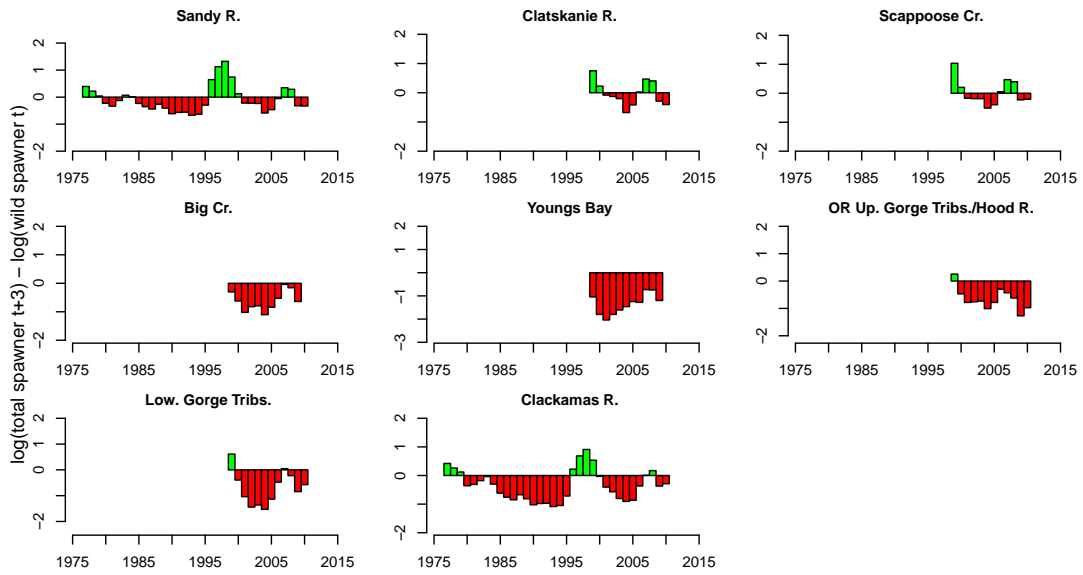 Sandy R.
Clatskanie R.
Scappoose Cr.
log(total spawner t+3) − log(wild spawner t)
2
1
0
−2
1975 1985 1995 2005 2015
2
1
0
−2
1975 1985 1995 2005 2015
2
1
0
−2
1975 1985 1995 2005 2015
Big Cr.
Youngs Bay
OR Up. Gorge Tribs./Hood R.
2
1
0
−2
1975 1985 1995 2005 2015
2
1
−1
−3
1975 1985 1995 2005 2015
2
1
0
−2
1975 1985 1995 2005 2015
Low. Gorge Tribs.
Clackamas R.
2
1
0
−2
1975 1985 1995 2005 2015
2
1
0
−2
1975 1985 1995 2005 2015